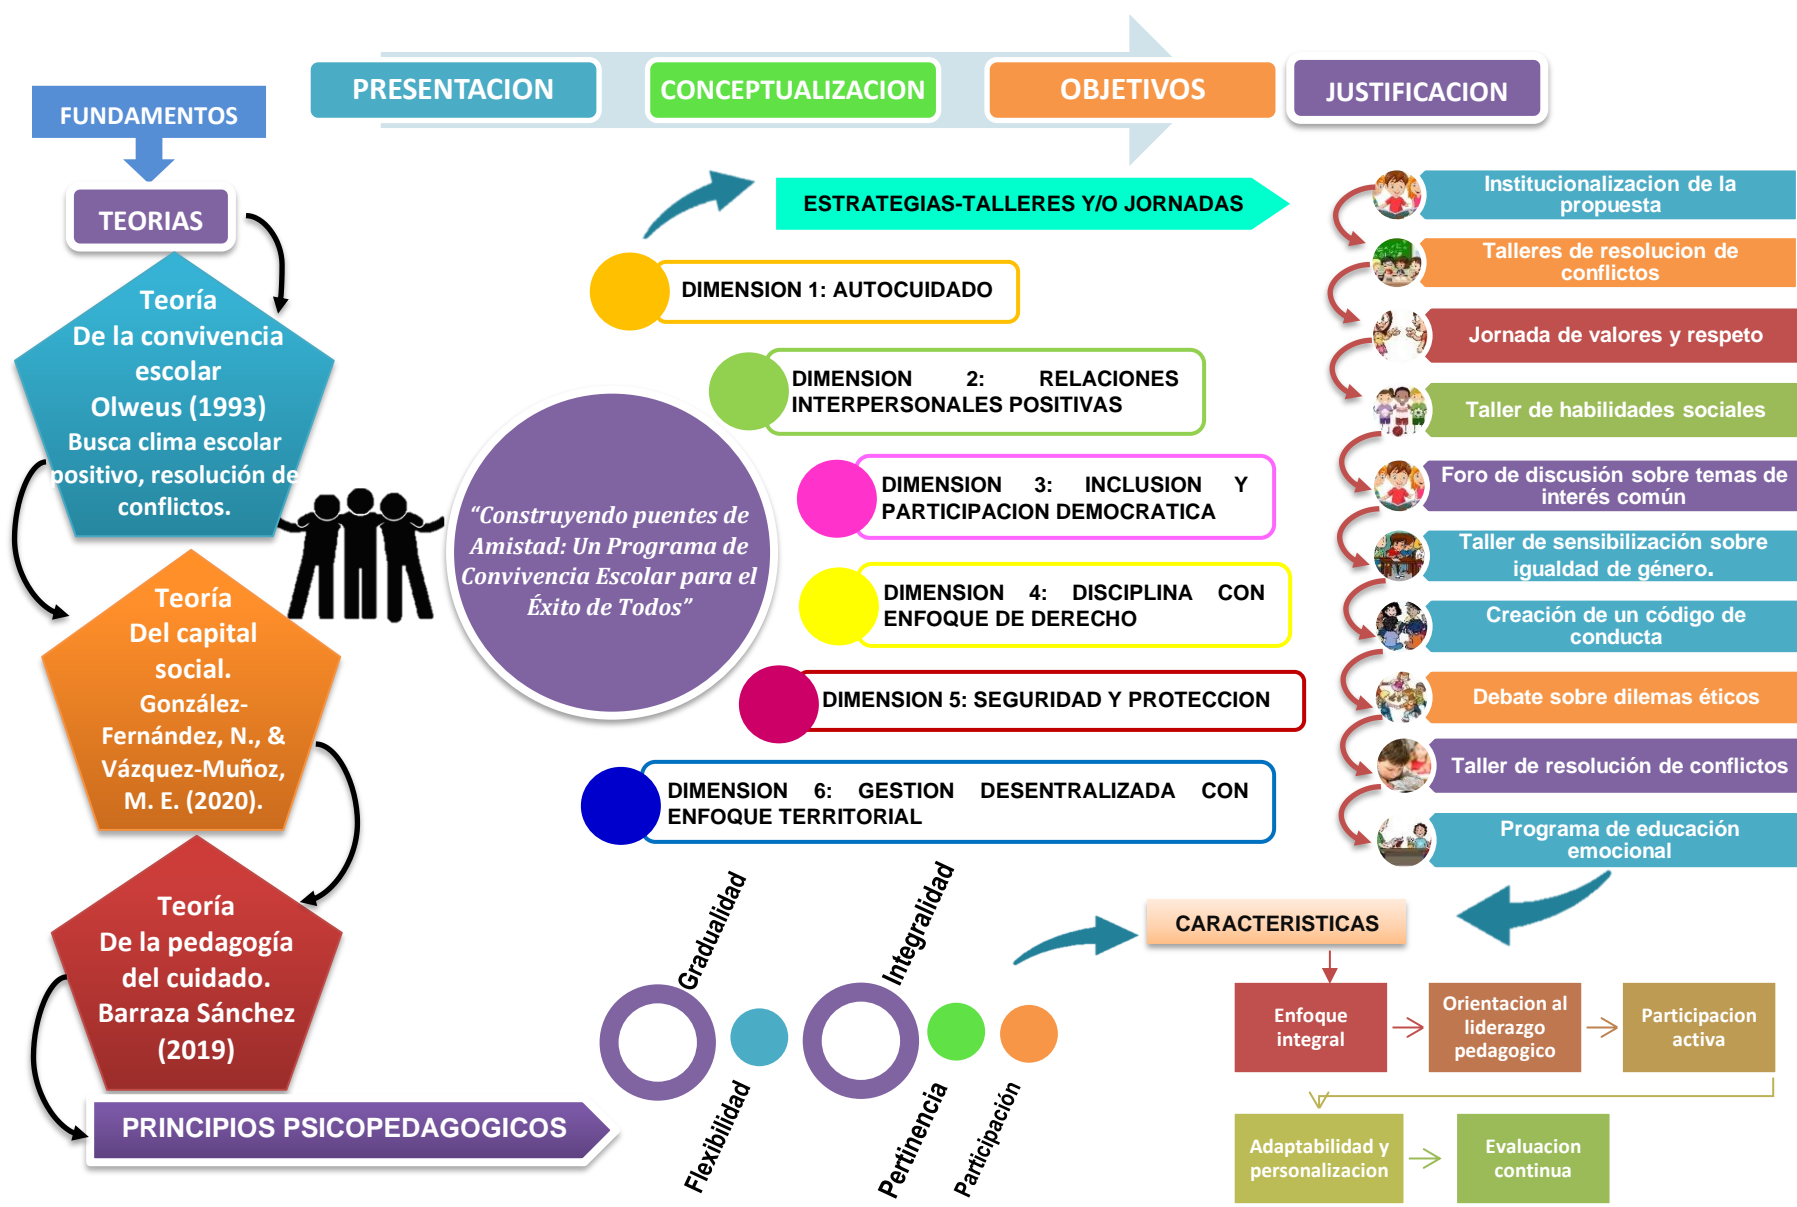 PRESENTACION
CONCEPTUALIZACION
OBJETIVOS
JUSTIFICACION
FUNDAMENTOS
TEORIAS
Teoría
De la convivencia
escolar
Olweus (1993)
Busca clima escolar
positivo, resolución de
conflictos.
Teoría
Del capital
social.
González-
Fernández, N., &
Vázquez-Muñoz,
M. E. (2020).
Teoría
De la pedagogía
del cuidado.
Barraza Sánchez
(2019)
PRINCIPIOS PSICOPEDAGOGICOS
“Construyendo puentes de
Amistad: Un Programa de
Convivencia Escolar para el
Éxito de Todos”
ESTRATEGIAS-TALLERES Y/O JORNADAS
DIMENSION 1: AUTOCUIDADO
DIMENSION 2: RELACIONES
INTERPERSONALES POSITIVAS
DIMENSION 3: INCLUSION Y
PARTICIPACION DEMOCRATICA
DIMENSION 4: DISCIPLINA CON
ENFOQUE DE DERECHO
DIMENSION 5: SEGURIDAD Y PROTECCION
DIMENSION 6: GESTION DESENTRALIZADA CON
ENFOQUE TERRITORIAL
Institucionalizacion de la
propuesta
Talleres de resolucion de
conflictos
Jornada de valores y respeto
Taller de habilidades sociales
Foro de discusión sobre temas de
interés común
Taller de sensibilización sobre
igualdad de género.
Creación de un código de
conducta
Debate sobre dilemas éticos
Taller de resolución de conflictos
Programa de educación
emocional
Gradualidad
Flexibilidad
Integralidad
Pertinencia
Participación
CARACTERISTICAS
Enfoque
integral
Orientacion al
liderazgo
pedagogico
Participacion
activa
Adaptabilidad y
personalizacion
Evaluacion
continua